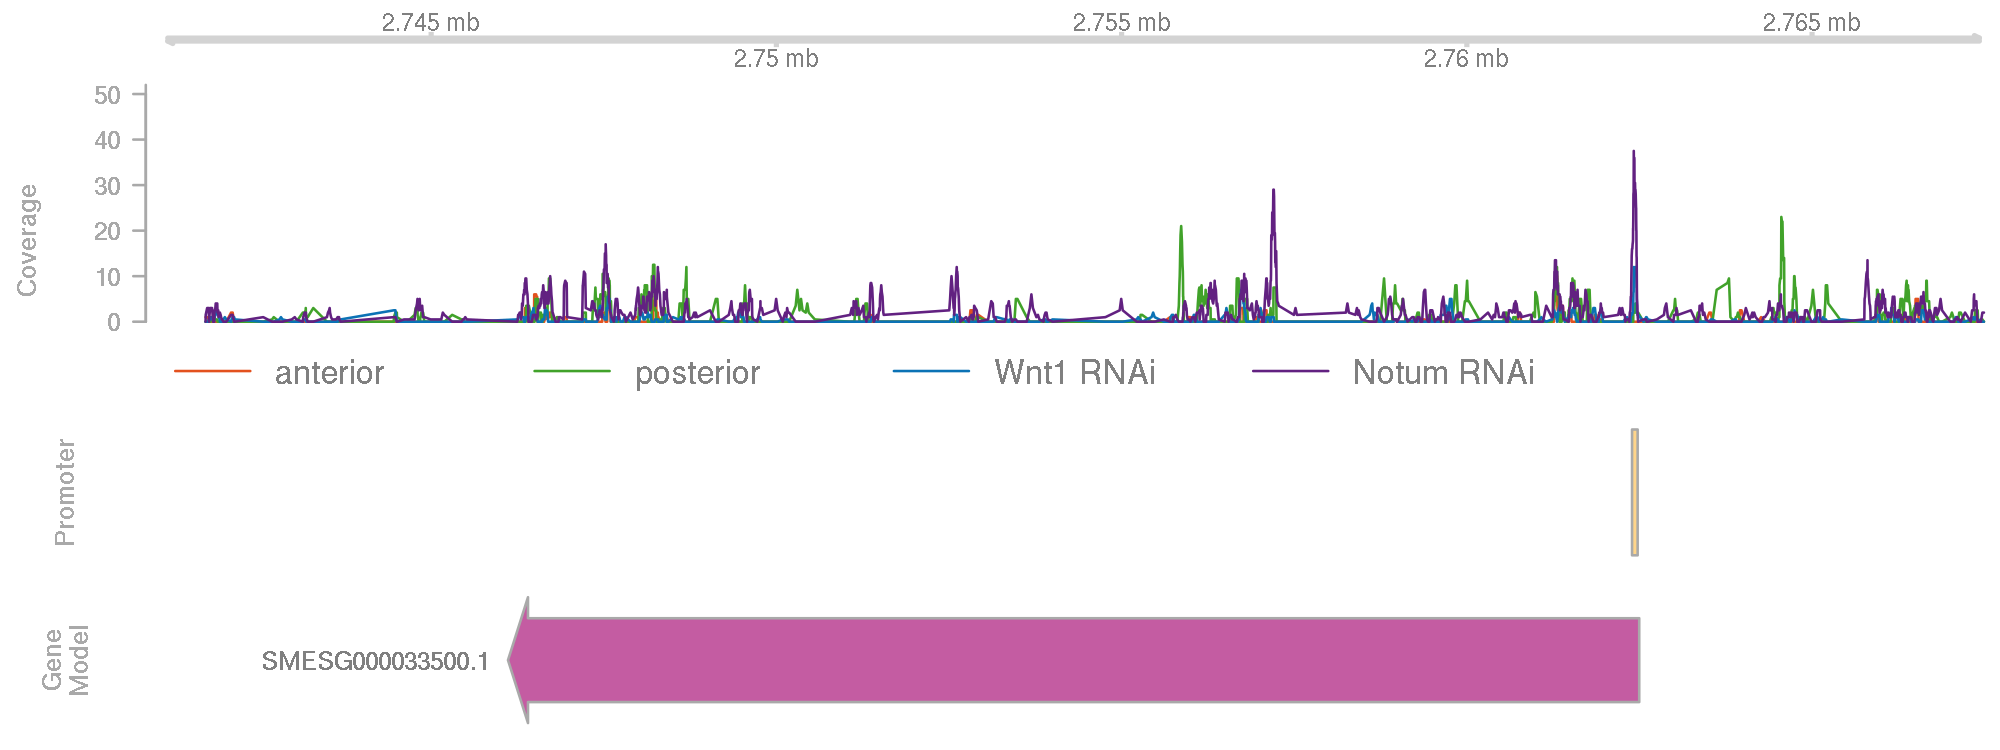 2.745 mb 2.755 mb 2.765 mb
2.75 mb 2.76 mb
Coverage
50
40
30
20
10
0
anterior posterior Wnt1 RNAi Notum RNAi
Promoter
Gene
Model
SMESG000033500.1